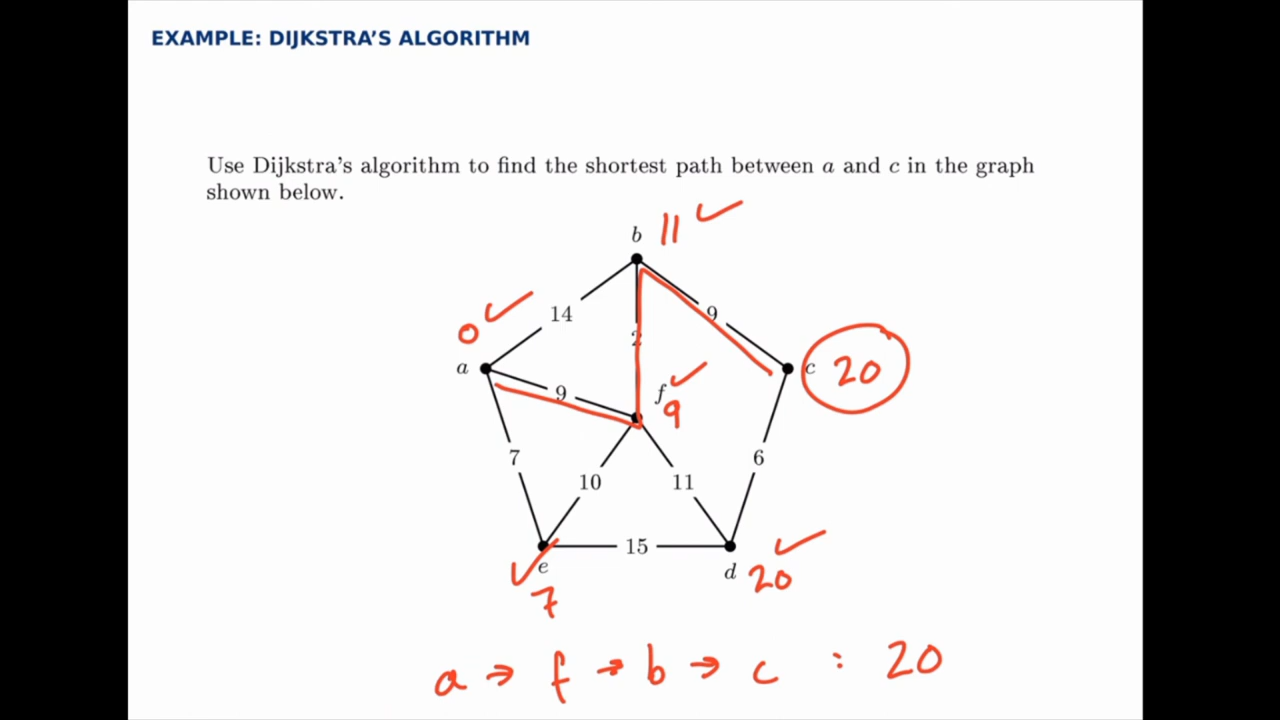 EXAMPLE: DIJKSTRA'S ALGORITHM
Use Dijkstra's algorithm to find the shortest path between a and c in the graph
shown below.
b 11
14
9
0
2
a
c 20
9
f
9
7
6
10
11
15
e
d 20
7
a → f → b → c : 20